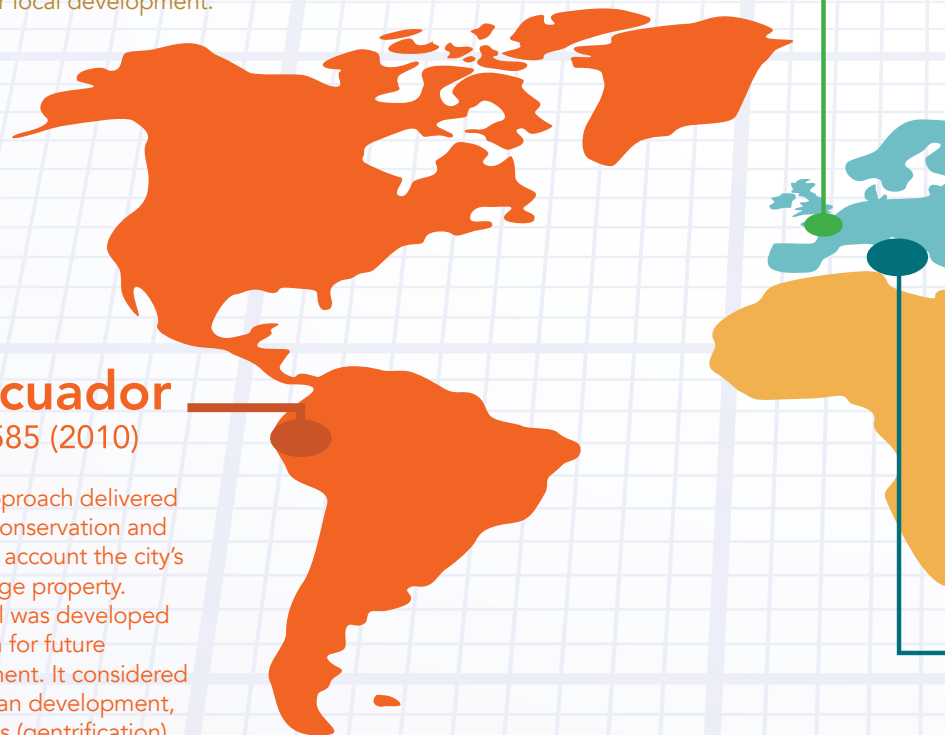 r local development.
cuador
585 (2010)
proach delivered
onservation and
account the city's
ge property.
l was developed
for future
ment. It considered
an development,
s (gentrification)